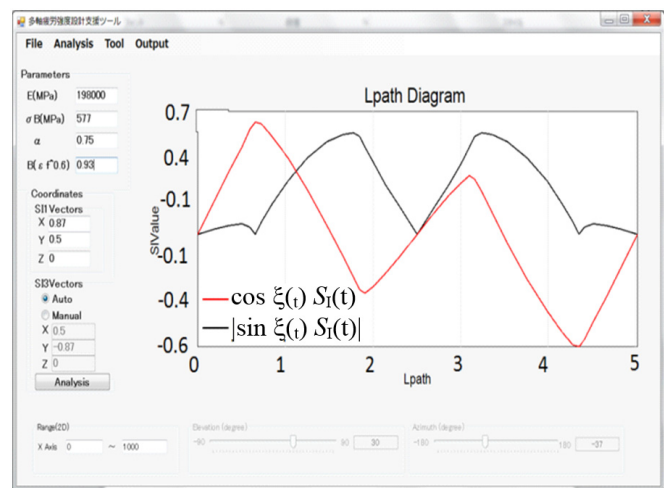 多軸疲労強度設計支援ツール
File Analysis Tool Output
Parameters
E(MPa) 198000
σB(MPa) 577
α 0.75
B(εf^0.6) 0.93
Coordinates
SI1 Vectors
X 0.87
Y 0.5
Z 0
SI3Vectors
Auto
Manual
X 0.5
Y -0.87
Z 0
Analysis
Lpath Diagram
0.7
0.4
-0.1
-0.1
-0.4
-0.6
SIValue
cos ξ(t) SI(t)
|sin ξ(t) SI(t)|
0 1 2 3 4 5
Lpath
Range(2D)
X Axis 0 ~ 1000
Elevation (degree)
-90 90 30
Azimuth (degree)
-180 180 -37